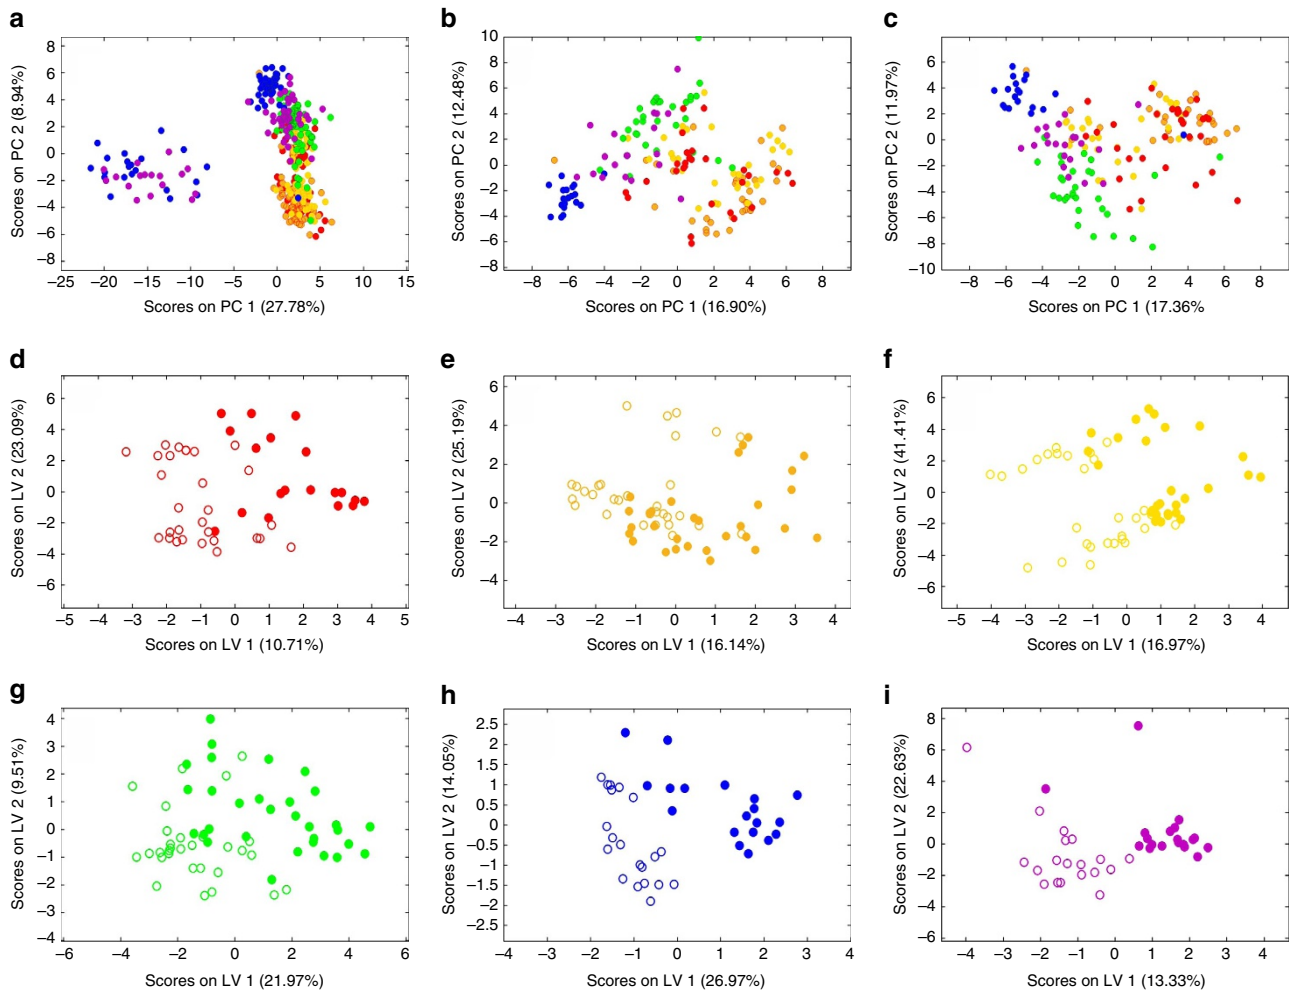 a
8
6
4
2
0
−2
−4
−6
−8
Scores on PC 2 (8.94%)
−25 −20 −15 −10 −5 0 5 10 15
Scores on PC 1 (27.78%)
b
10
8
6
4
2
0
−2
−4
−6
−8
Scores on PC 2 (12.48%)
−8 −6 −4 −2 0 2 4 6 8
Scores on PC 1 (16.90%)
c
6
4
2
0
−2
−4
−6
−8
−10
Scores on PC 2 (11.97%)
−8 −6 −4 −2 0 2 4 6 8
Scores on PC 1 (17.36%
d
6
4
2
0
−2
−4
−6
Scores on LV 2 (23.09%)
−5 −4 −3 −2 −1 0 1 2 3 4 5
Scores on LV 1 (10.71%)
e
6
4
2
0
−2
−4
Scores on LV 2 (25.19%)
−4 −3 −2 −1 0 1 2 3 4
Scores on LV 1 (16.14%)
f
6
4
2
0
−2
−4
−6
Scores on LV 2 (41.41%)
−5 −4 −3 −2 −1 0 1 2 3 4
Scores on LV 1 (16.97%)
g
4
3
2
1
0
−1
−2
−3
−4
Scores on LV 2 (9.51%)
−6 −4 −2 0 2 4 6
Scores on LV 1 (21.97%)
h
2.5
2
1.5
1
0.5
0
−0.5
−1
−1.5
−2
−2.5
Scores on LV 2 (14.05%)
−4 −3 −2 −1 0 1 2 3 4
Scores on LV 1 (26.97%)
i
8
6
4
2
0
−2
−4
−6
Scores on LV 2 (22.63%)
−4 −3 −2 −1 0 1 2 3 4
Scores on LV 1 (13.33%)